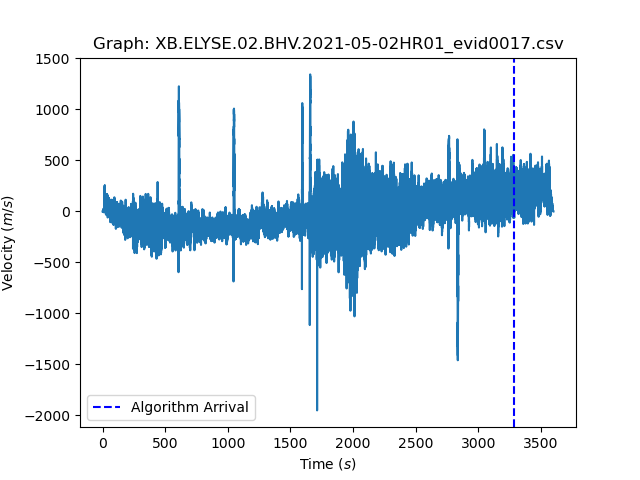 Graph: XB.ELYSE.02.BHV.2021-05-02HR01_evid0017.csv
1500
1000
500
0
−500
−1000
−1500
−2000
Velocity (m/s)
Algorithm Arrival
0 500 1000 1500 2000 2500 3000 3500
Time (s)